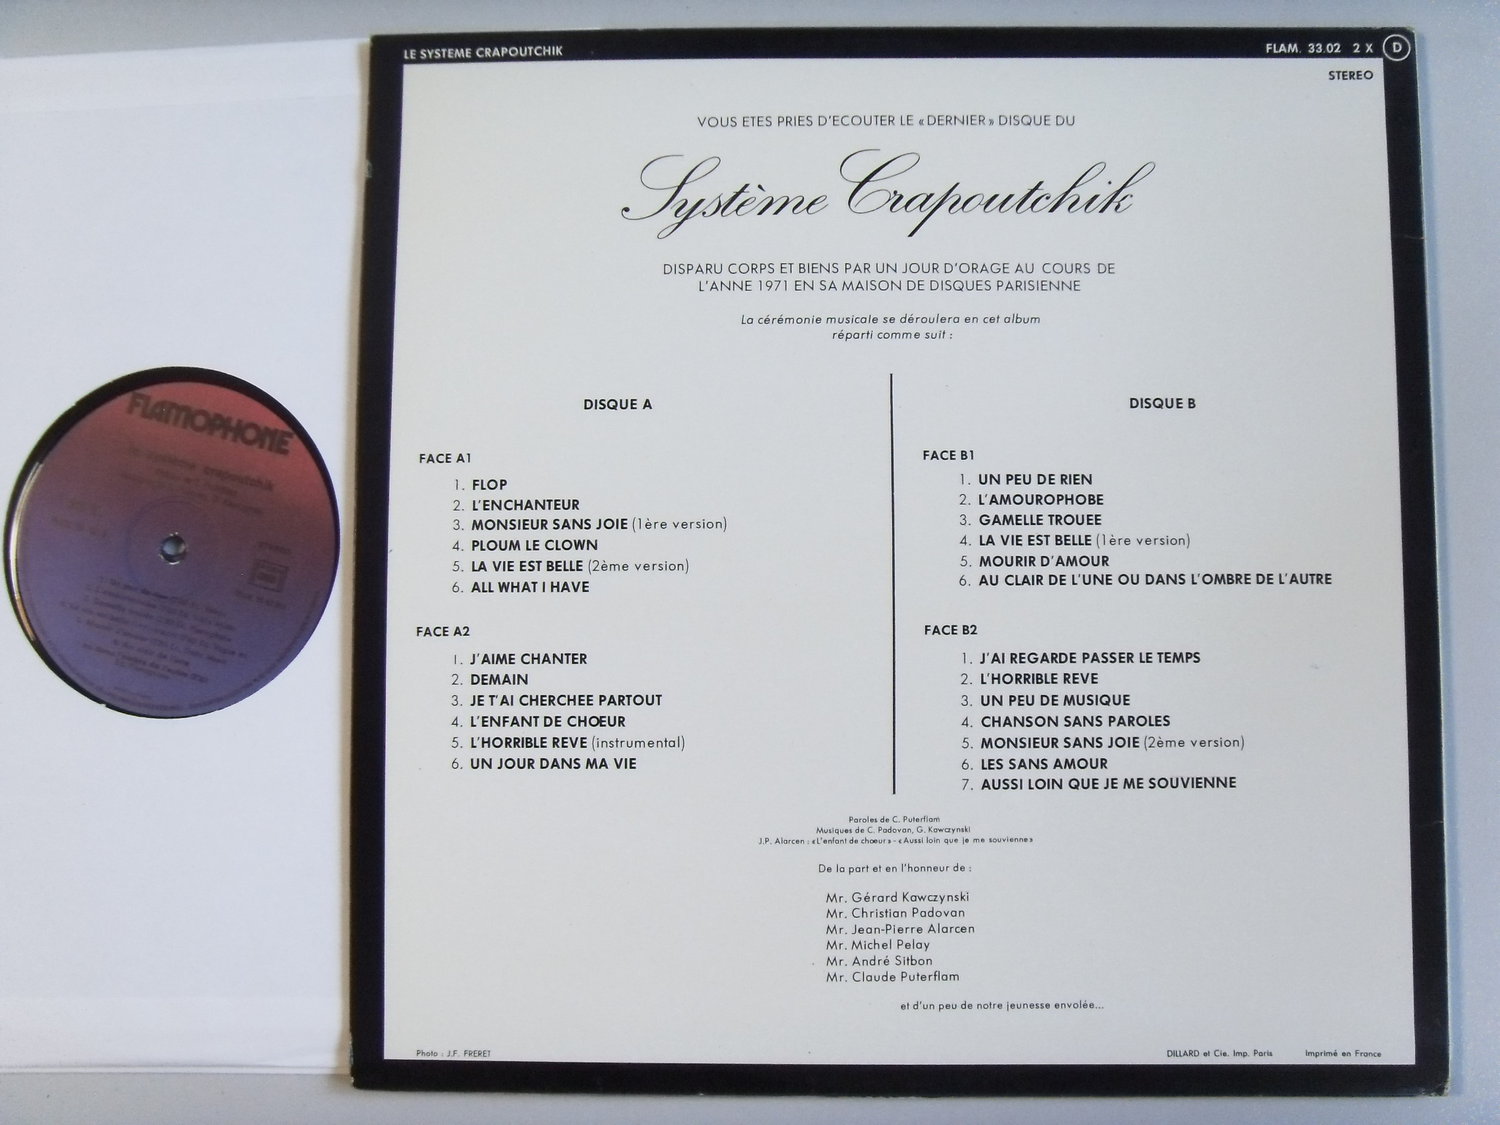 LE SYSTEME CRAPOUTCHIK
FLAM. 33.02 2 X D
STEREO
VOUS ETES PRIES D'ECOUTER LE «DERNIER» DISQUE DU
Système Crapoutchik
DISPARU CORPS ET BIENS PAR UN JOUR D'ORAGE AU COURS DE
L'ANNE 1971 EN SA MAISON DE DISQUES PARISIENNE
La cérémonie musicale se déroulera en cet album
réparti comme suit :
DISQUE A
FACE A1
1. FLOP
2. L'ENCHANTEUR
3. MONSIEUR SANS JOIE (1ère version)
4. PLOUM LE CLOWN
5. LA VIE EST BELLE (2ème version)
6. ALL WHAT I HAVE
FACE A2
1. J'AIME CHANTER
2. DEMAIN
3. JE T'AI CHERCHEE PARTOUT
4. L'ENFANT DE CHŒUR
5. L'HORRIBLE REVE (instrumental)
6. UN JOUR DANS MA VIE
DISQUE B
FACE B1
1. UN PEU DE RIEN
2. L'AMOUROPHOBE
3. GAMELLE TROUEE
4. LA VIE EST BELLE (1ère version)
5. MOURIR D'AMOUR
6. AU CLAIR DE L'UNE OU DANS L'OMBRE DE L'AUTRE
FACE B2
1. J'AI REGARDE PASSER LE TEMPS
2. L'HORRIBLE REVE
3. UN PEU DE MUSIQUE
4. CHANSON SANS PAROLES
5. MONSIEUR SANS JOIE (2ème version)
6. LES SANS AMOUR
7. AUSSI LOIN QUE JE ME SOUVIENNE
Paroles de C. Puterflam
Musiques de C. Padovan, G. Kawczynski
J.P. Alarcen : «L'enfant de chœur» - «Aussi loin que je me souvienne»
De la part et en l'honneur de :
Mr. Gérard Kawczynski
Mr. Christian Padovan
Mr. Jean-Pierre Alarcen
Mr. Michel Pelay
Mr. André Sitbon
Mr. Claude Puterflam
et d'un peu de notre jeunesse envolée...
Photo : J.F. FRERET
DILLARD et Cie. Imp. Paris
Imprimé en France
FLAMOPHONE